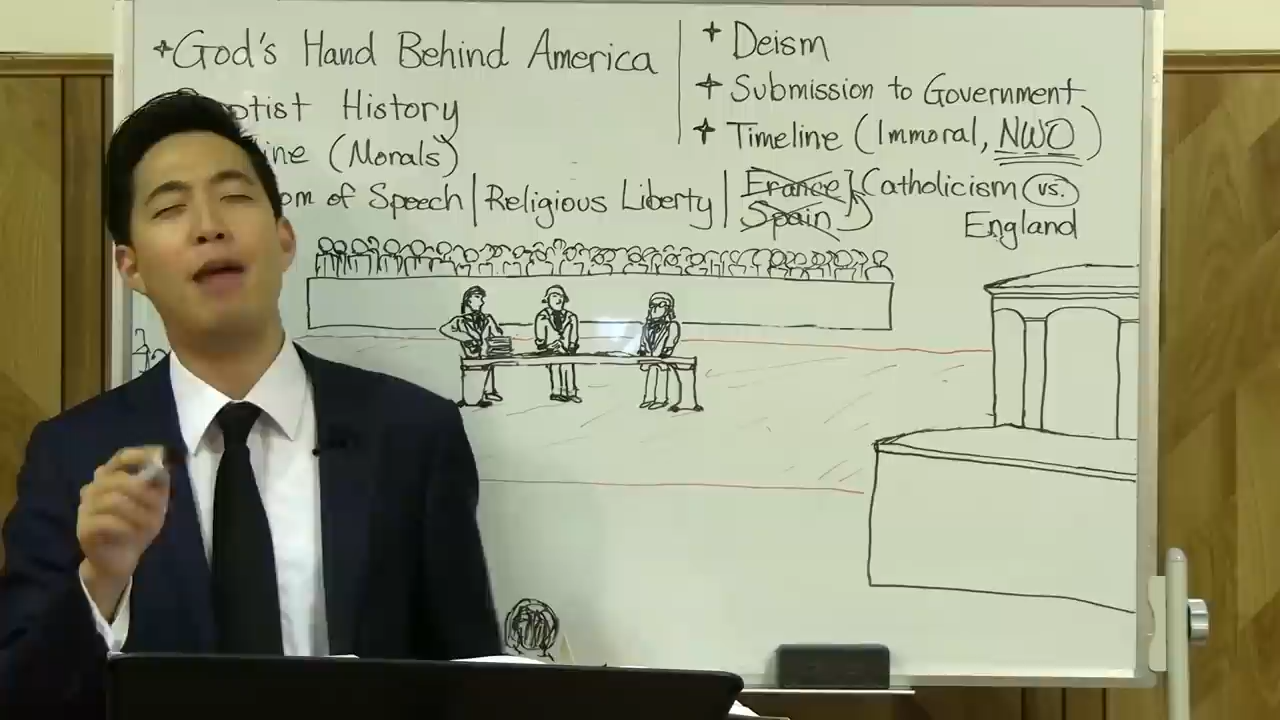 +God's Hand Behind America
ptist History
ine (Morals)
om of Speech | Religious Liberty | France } Catholicism vs.
Spain
England
+ Deism
+ Submission to Government
+ Timeline (Immoral, NWO)